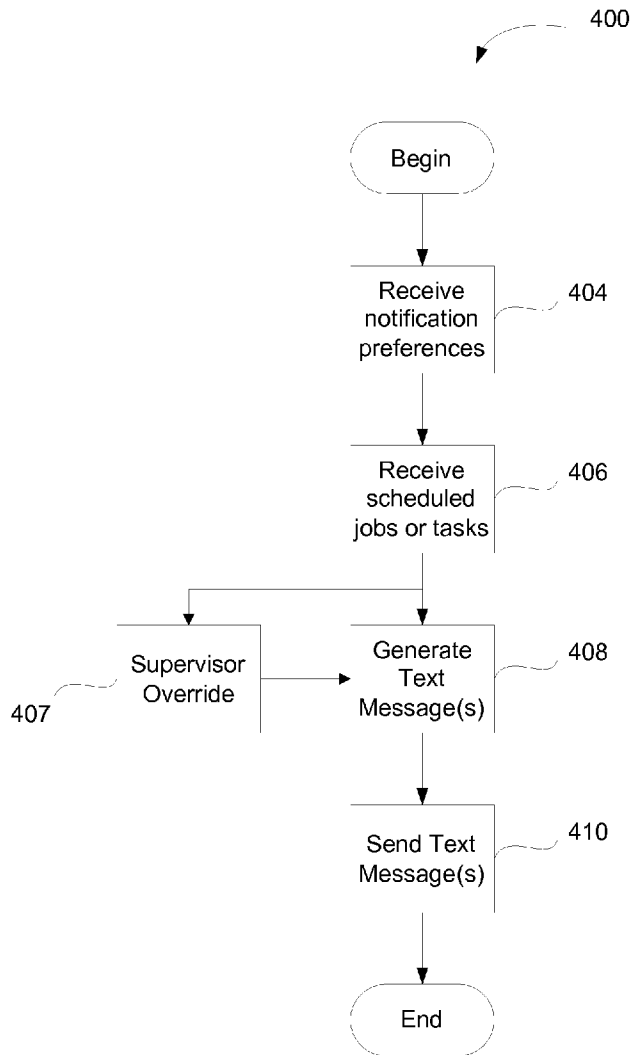 400
Begin
Receive
notification
preferences
404
Receive
scheduled
jobs or tasks
406
Supervisor
Override
407
Generate
Text
Message(s)
408
Send Text
Message(s)
410
End